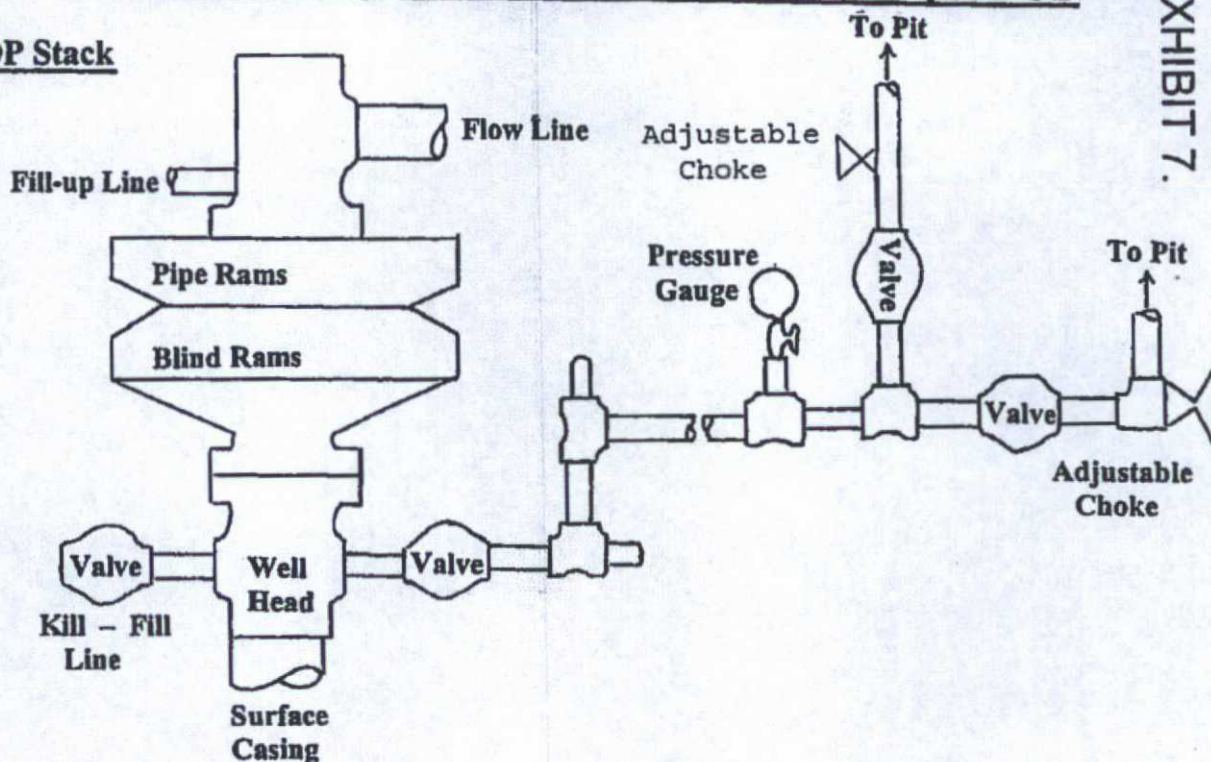 XHIBIT 7.
OP Stack
To Pit
Flow Line
Adjustable
Choke
Fill-up Line
Pressure
Gauge
Valve
To Pit
Pipe Rams
Blind Rams
Valve
Adjustable
Choke
Valve
Well
Head
Valve
Kill – Fill
Line
Surface
Casing